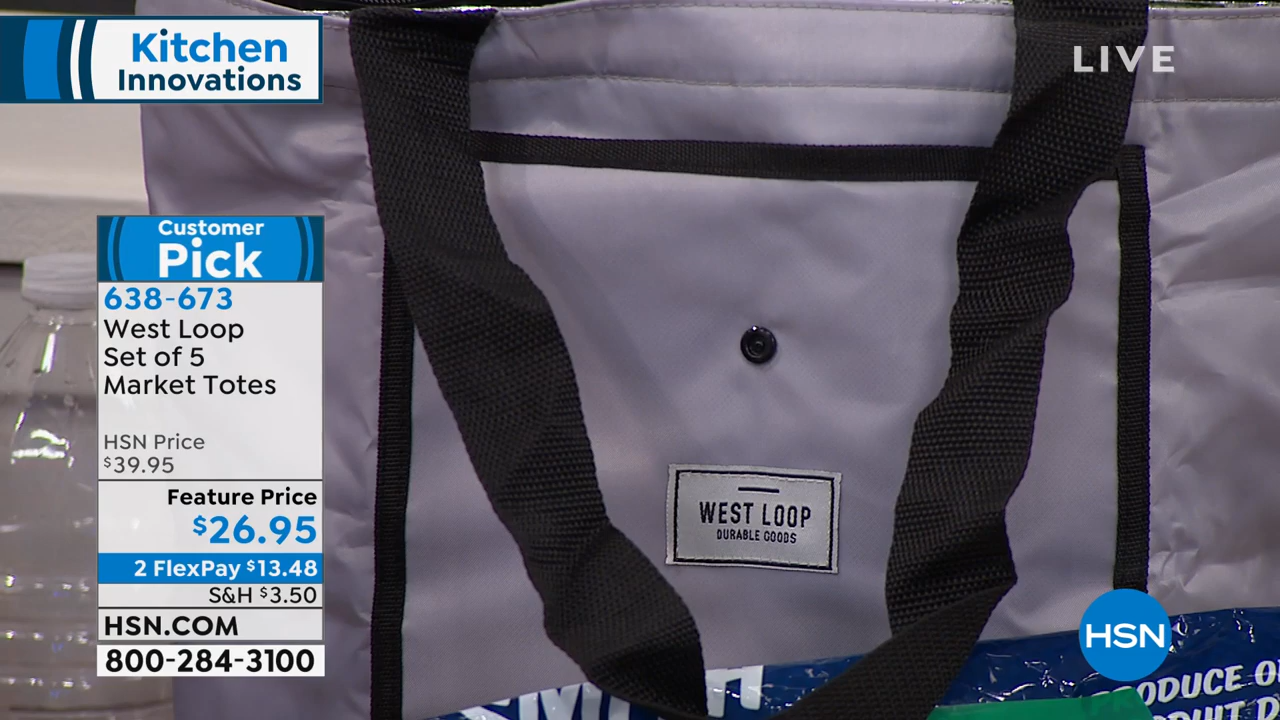 Kitchen
Innovations
LIVE
Customer
Pick
638-673
West Loop
Set of 5
Market Totes
HSN Price
$39.95
Feature Price
$26.95
2 FlexPay $13.48
S&H $3.50
HSN.COM
800-284-3100
WEST LOOP
DURABLE GOODS
HSN